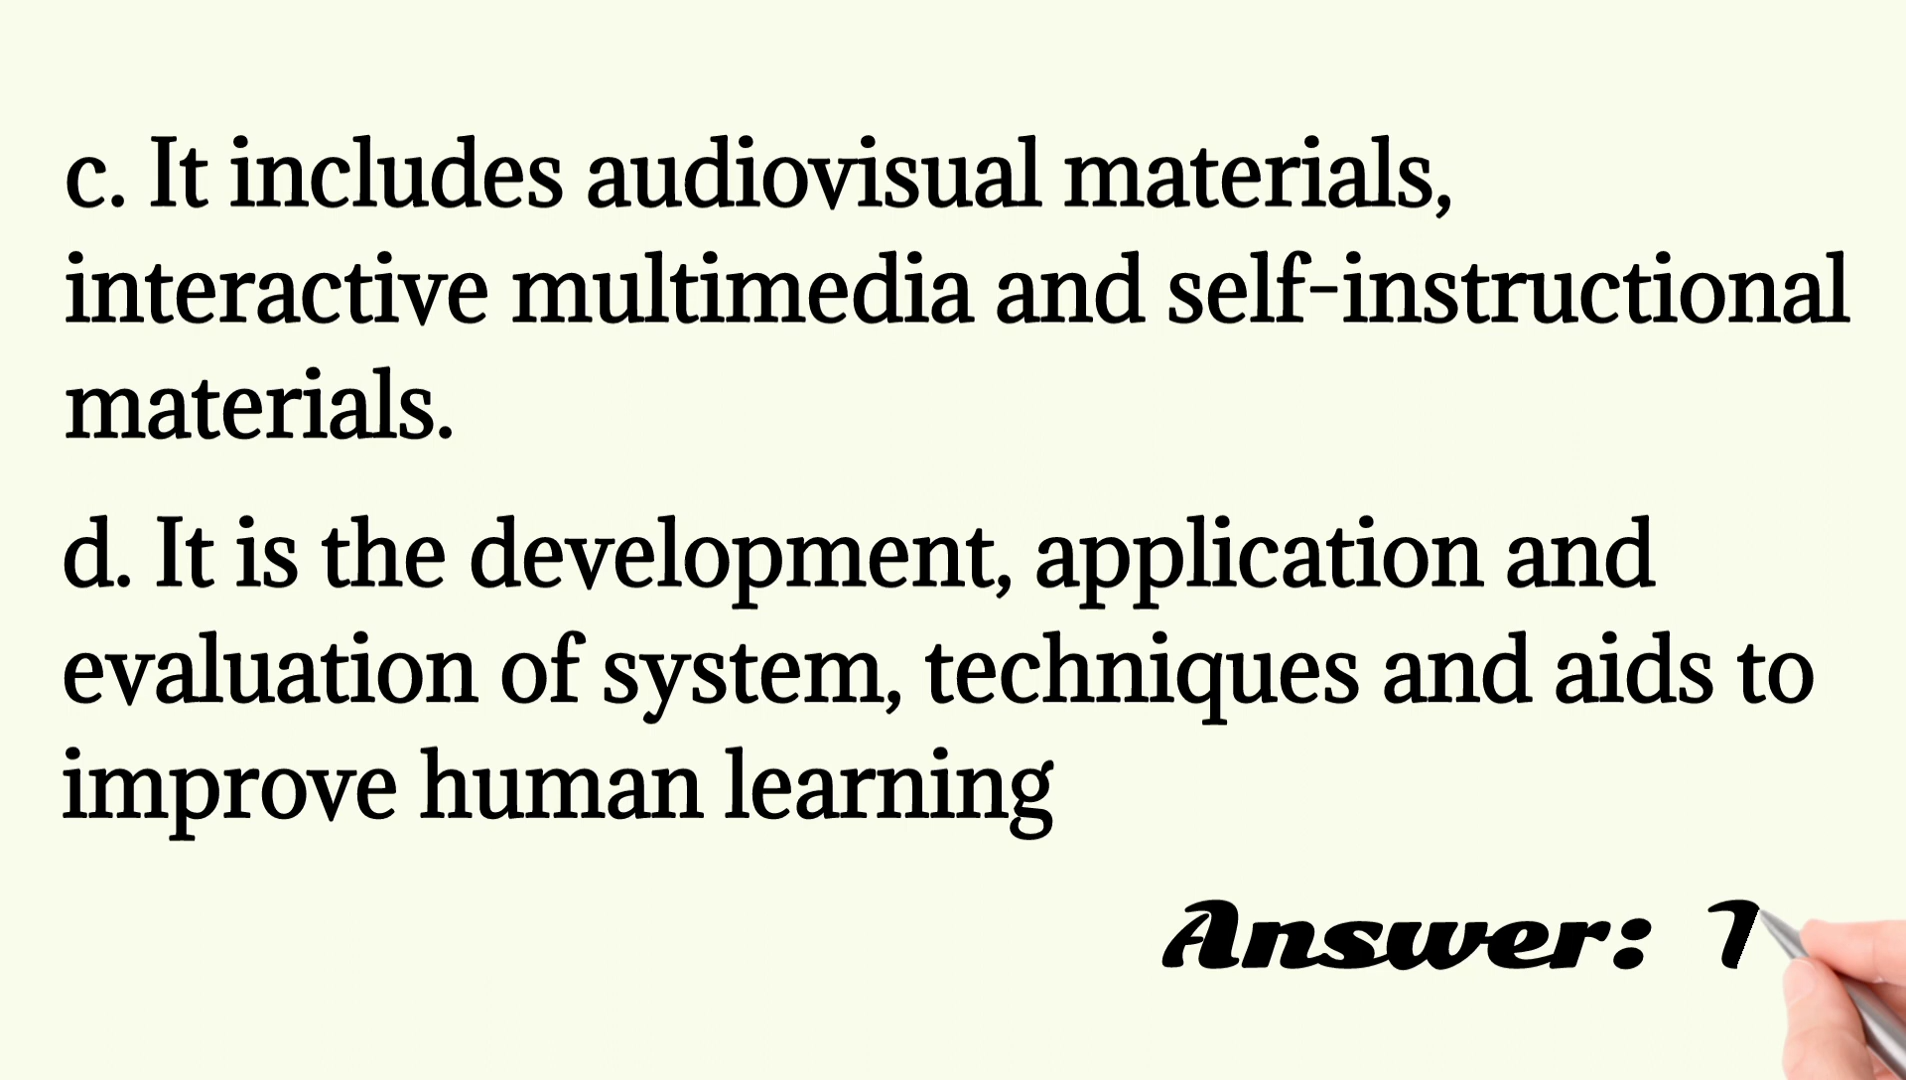 c. It includes audiovisual materials,
interactive multimedia and self-instructional
materials.
d. It is the development, application and
evaluation of system, techniques and aids to
improve human learning
Answer: